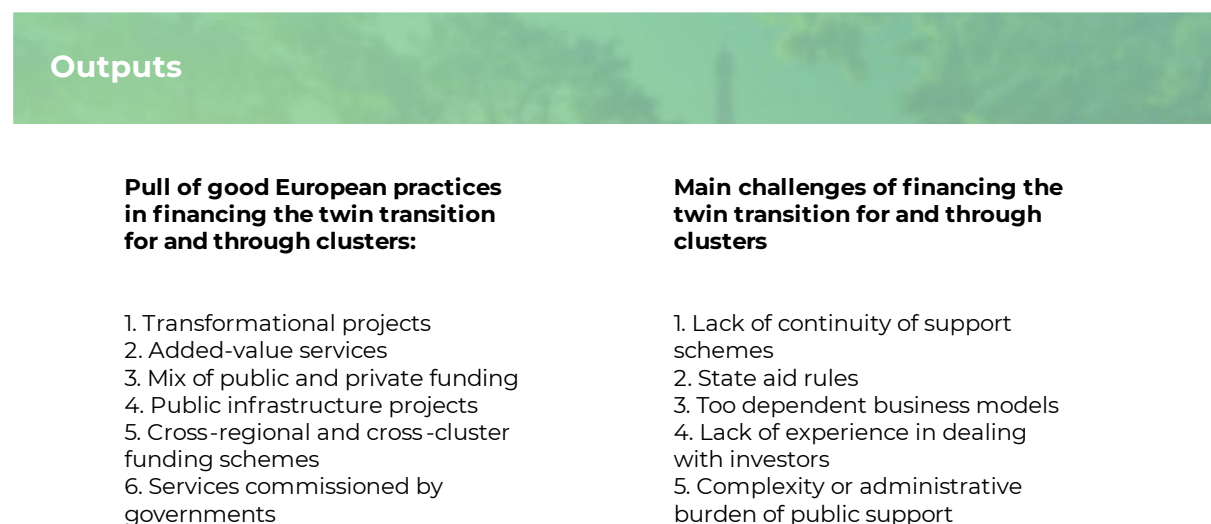 Outputs
Pull of good European practices
in financing the twin transition
for and through clusters:
1. Transformational projects
2. Added-value services
3. Mix of public and private funding
4. Public infrastructure projects
5. Cross-regional and cross-cluster
funding schemes
6. Services commissioned by
governments
Main challenges of financing the
twin transition for and through
clusters
1. Lack of continuity of support
schemes
2. State aid rules
3. Too dependent business models
4. Lack of experience in dealing
with investors
5. Complexity or administrative
burden of public support